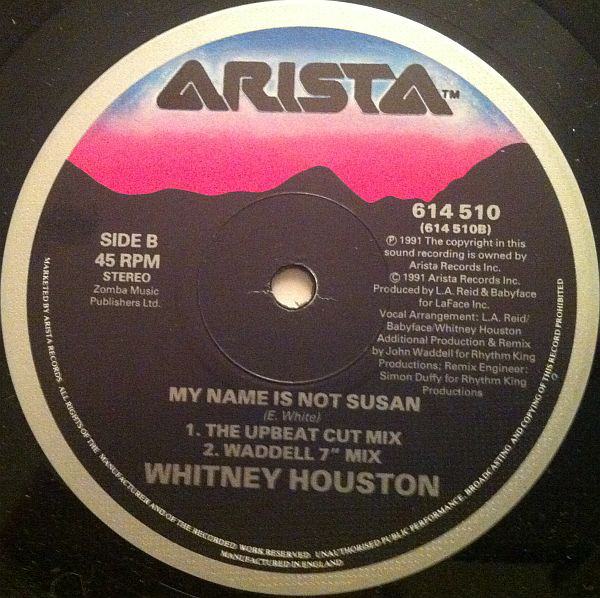 ARISTA™
SIDE B
45 RPM
STEREO
Zomba Music
Publishers Ltd.
614 510
(614 510B)
℗ 1991 The copyright in this
sound recording is owned by
Arista Records Inc.
© 1991 Arista Records Inc.
Produced by L.A. Reid & Babyface
for LaFace Inc.
Vocal Arrangement: L.A. Reid/
Babyface/Whitney Houston
Additional Production & Remix
by John Waddell for Rhythm King
Productions; Remix Engineer:
Simon Duffy for Rhythm King
Productions
MY NAME IS NOT SUSAN
(E. White)
1. THE UPBEAT CUT MIX
2. WADDELL 7" MIX
WHITNEY HOUSTON
MARKETED BY ARISTA RECORDS. ALL RIGHTS OF THE MANUFACTURER AND OF THE RECORDED WORK RESERVED. UNAUTHORISED PUBLIC PERFORMANCE, BROADCASTING AND COPYING OF THIS RECORD PROHIBITED
MANUFACTURED IN ENGLAND.